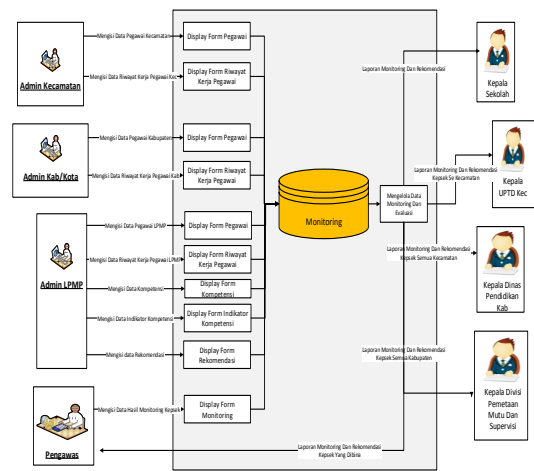 Mengisi Data Pegawai Kecamatan
Display Form Pegawai
Admin Kecamatan
Mengisi Data Riwayat Kerja Pegawai Kec
Display Form Riwayat
Kerja Pegawai
Laporan Monitoring Dan Rekomendasi
Kepala
Sekolah
Admin Kab/Kota
Mengisi Data Pegawai Kabupaten
Display Form Pegawai
Mengisi Data Riwayat Kerja Pegawai Kab
Display Form Riwayat
Kerja Pegawai
Monitoring
Mengelola Data
Monitoring Dan
Evaluasi
Laporan Monitoring Dan Rekomendasi
Kepsek Se Kecamatan
Kepala
UPTD Kec
Admin LPMP
Mengisi Data Pegawai LPMP
Display Form Pegawai
Mengisi Data Riwayat Kerja Pegawai LPMP
Display Form Riwayat
Kerja Pegawai
Mengisi Data Kompetensi
Display Form
Kompetensi
Mengisi Data Indikator Kompetensi
Display Form Indikator
Kompetensi
Mengisi data Rekomendasi
Display Form
Rekomendasi
Laporan Monitoring Dan Rekomendasi
Kepsek Semua Kecamatan
Kepala Dinas
Pendidikan
Kab
Laporan Monitoring Dan Rekomendasi
Kepsek Semua Kabupaten
Kepala Divisi
Pemetaan
Mutu Dan
Supervisi
Mengisi Data Hasil Monitoring Kepsek
Display Form
Monitoring
Pengawas
Laporan Monitoring Dan Rekomendasi
Kepsek Yang Dibina